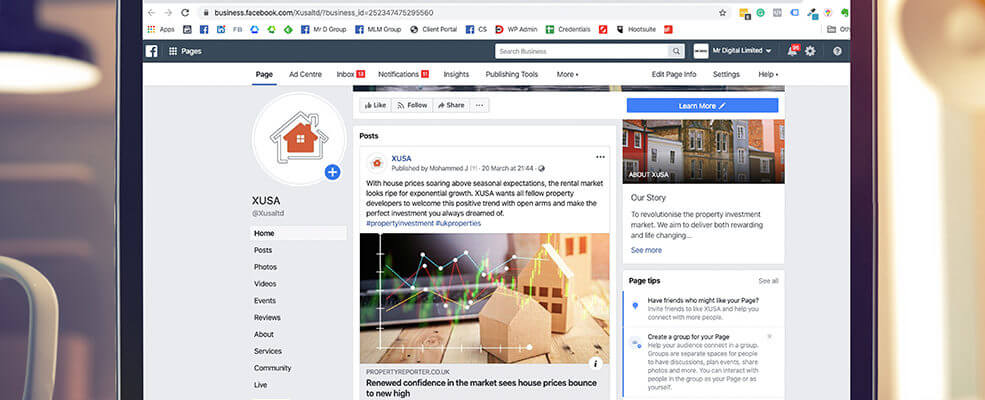 business.facebook.com/Xusaltd/?business_id=252347475295560
Apps
FB
Mr D Group
MLM Group
Client Portal
CS
WP Admin
Credentials
Hootsuite
Pages
Search Business
Mr Digital Limited
Page
Ad Centre
Inbox 13
Notifications
Insights
Publishing Tools
More
Edit Page Info
Settings
Help
Like
Follow
Share
Learn More
Posts
XUSA
Published by Mohammed J · 20 March at 21:44
With house prices soaring above seasonal expectations, the rental market
looks ripe for exponential growth. XUSA wants all fellow property
developers to welcome this positive trend with open arms and make the
perfect investment you always dreamed of.
#propertyinvestment #ukproperties
PROPERTYREPORTER.CO.UK
Renewed confidence in the market sees house prices bounce
to new high
XUSA
@Xusaltd
Home
Posts
Photos
Videos
Events
Reviews
About
Services
Community
Live
ABOUT XUSA
Our Story
To revolutionise the property investment
market. We aim to deliver both rewarding
and life changing...
See more
Page tips
See all
Have friends who might like your Page?
Invite friends to like XUSA and help you
connect with more people.
Create a group for your Page
Help your audience connect in a group.
Groups are separate spaces for people
to have discussions, plan events, share
photos and more. You can interact with
people in the group as your Page or as
yourself.